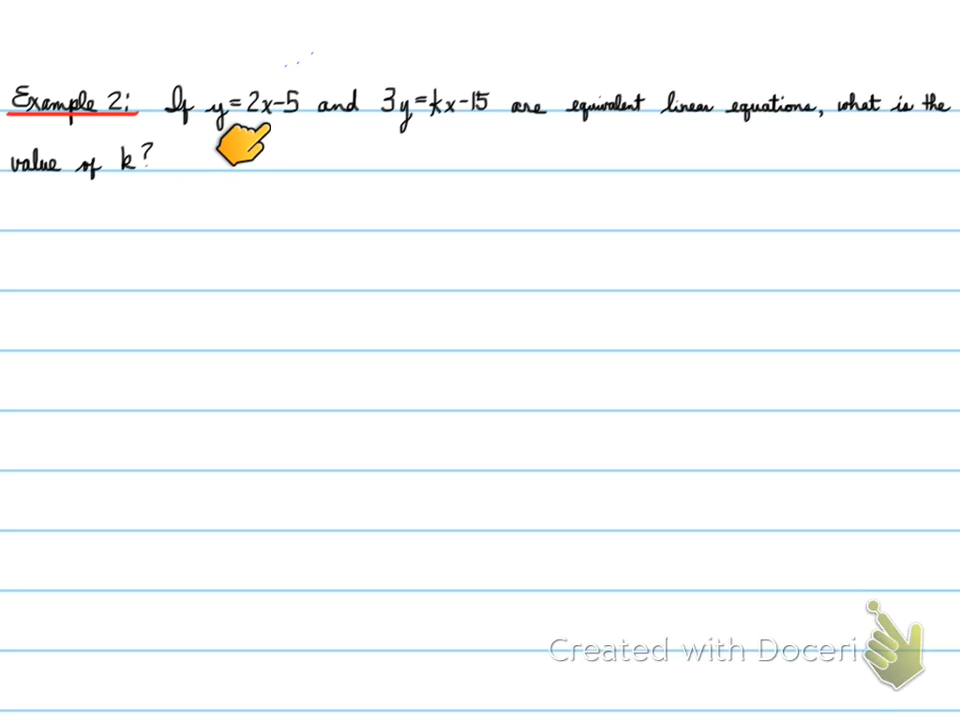 Example 2: If y=2x-5 and 3y=kx-15 are equivalent linear equations, what is the
value of k?
Created with Doceri